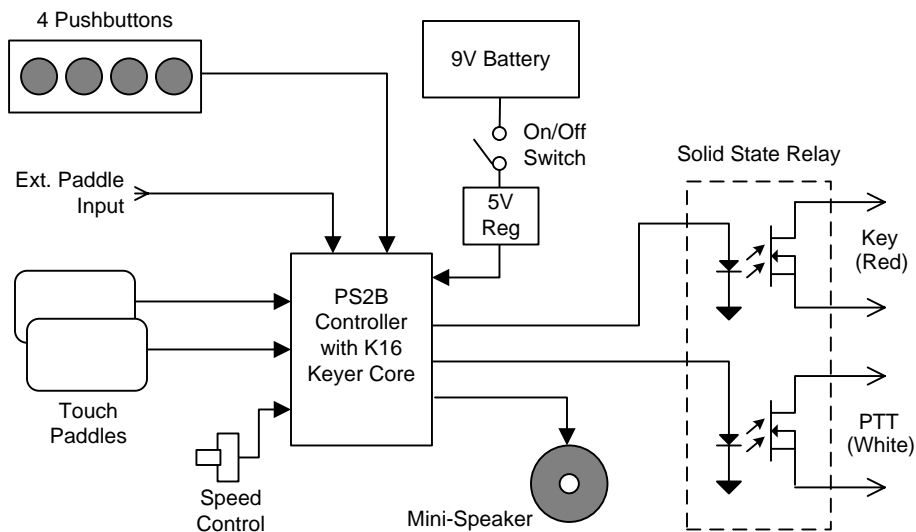 4 Pushbuttons
9V Battery
On/Off
Switch
Solid State Relay
Ext. Paddle
Input
5V
Reg
Key
(Red)
PS2B
Controller
with K16
Keyer Core
Touch
Paddles
PTT
(White)
Speed
Control
Mini-Speaker